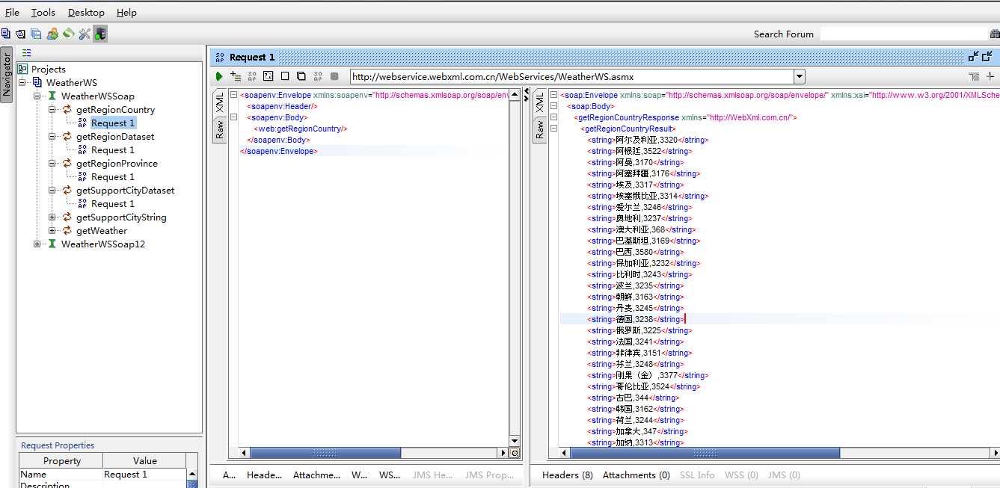 File Tools Desktop Help
Search Forum
Navigator
Projects
WeatherWS
WeatherWSSoap
getRegionCountry
Request 1
getRegionDataset
Request 1
getRegionProvince
Request 1
getSupportCityDataset
Request 1
getSupportCityString
getWeather
WeatherWSSoap12
Request Properties
Property Value
Name Request 1
Description
Request 1
http://webservice.webxml.com.cn/WebServices/WeatherWS.asmx
XML
Raw
<soapenv:Envelope xmlns:soapenv="http://schemas.xmlsoap.org/soap/env
<soapenv:Header/>
<soapenv:Body>
<web:getRegionCountry/>
</soapenv:Body>
</soapenv:Envelope>
A... Heade... Attachme... W... WS... JMS He... JMS Prop...
XML
Raw
<soap:Envelope xmlns:soap="http://schemas.xmlsoap.org/soap/envelope/" xmlns:xsi="http://www.w3.org/2001/XMLSche
<soap:Body>
<getRegionCountryResponse xmlns="http://WebXml.com.cn/">
<getRegionCountryResult>
<string>阿尔及利亚,3320</string>
<string>阿根廷,3522</string>
<string>阿曼,3170</string>
<string>阿塞拜疆,3176</string>
<string>埃及,3317</string>
<string>埃塞俄比亚,3314</string>
<string>爱尔兰,3246</string>
<string>奥地利,3237</string>
<string>澳大利亚,368</string>
<string>巴基斯坦,3169</string>
<string>巴西,3580</string>
<string>保加利亚,3232</string>
<string>比利时,3243</string>
<string>波兰,3235</string>
<string>朝鲜,3163</string>
<string>丹麦,3245</string>
<string>德国,3238</string>
<string>俄罗斯,3225</string>
<string>法国,3241</string>
<string>菲律宾,3151</string>
<string>芬兰,3248</string>
<string>刚果（金）,3377</string>
<string>哥伦比亚,3524</string>
<string>古巴,344</string>
<string>韩国,3162</string>
<string>荷兰,3244</string>
<string>加拿大,347</string>
<string>加纳,3313</string>
Headers (8) Attachments (0) SSL Info WSS (0) JMS (0)